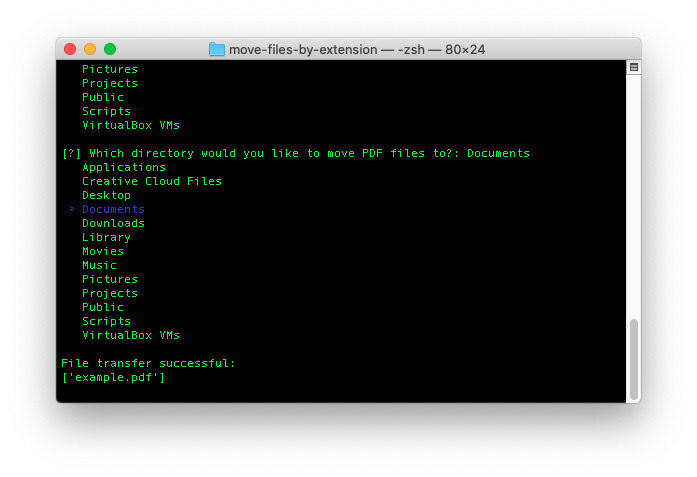 move-files-by-extension — -zsh — 80×24
Pictures
Projects
Public
Scripts
VirtualBox VMs
[?] Which directory would you like to move PDF files to?: Documents
Applications
Creative Cloud Files
Desktop
> Documents
Downloads
Library
Movies
Music
Pictures
Projects
Public
Scripts
VirtualBox VMs
File transfer successful:
['example.pdf']